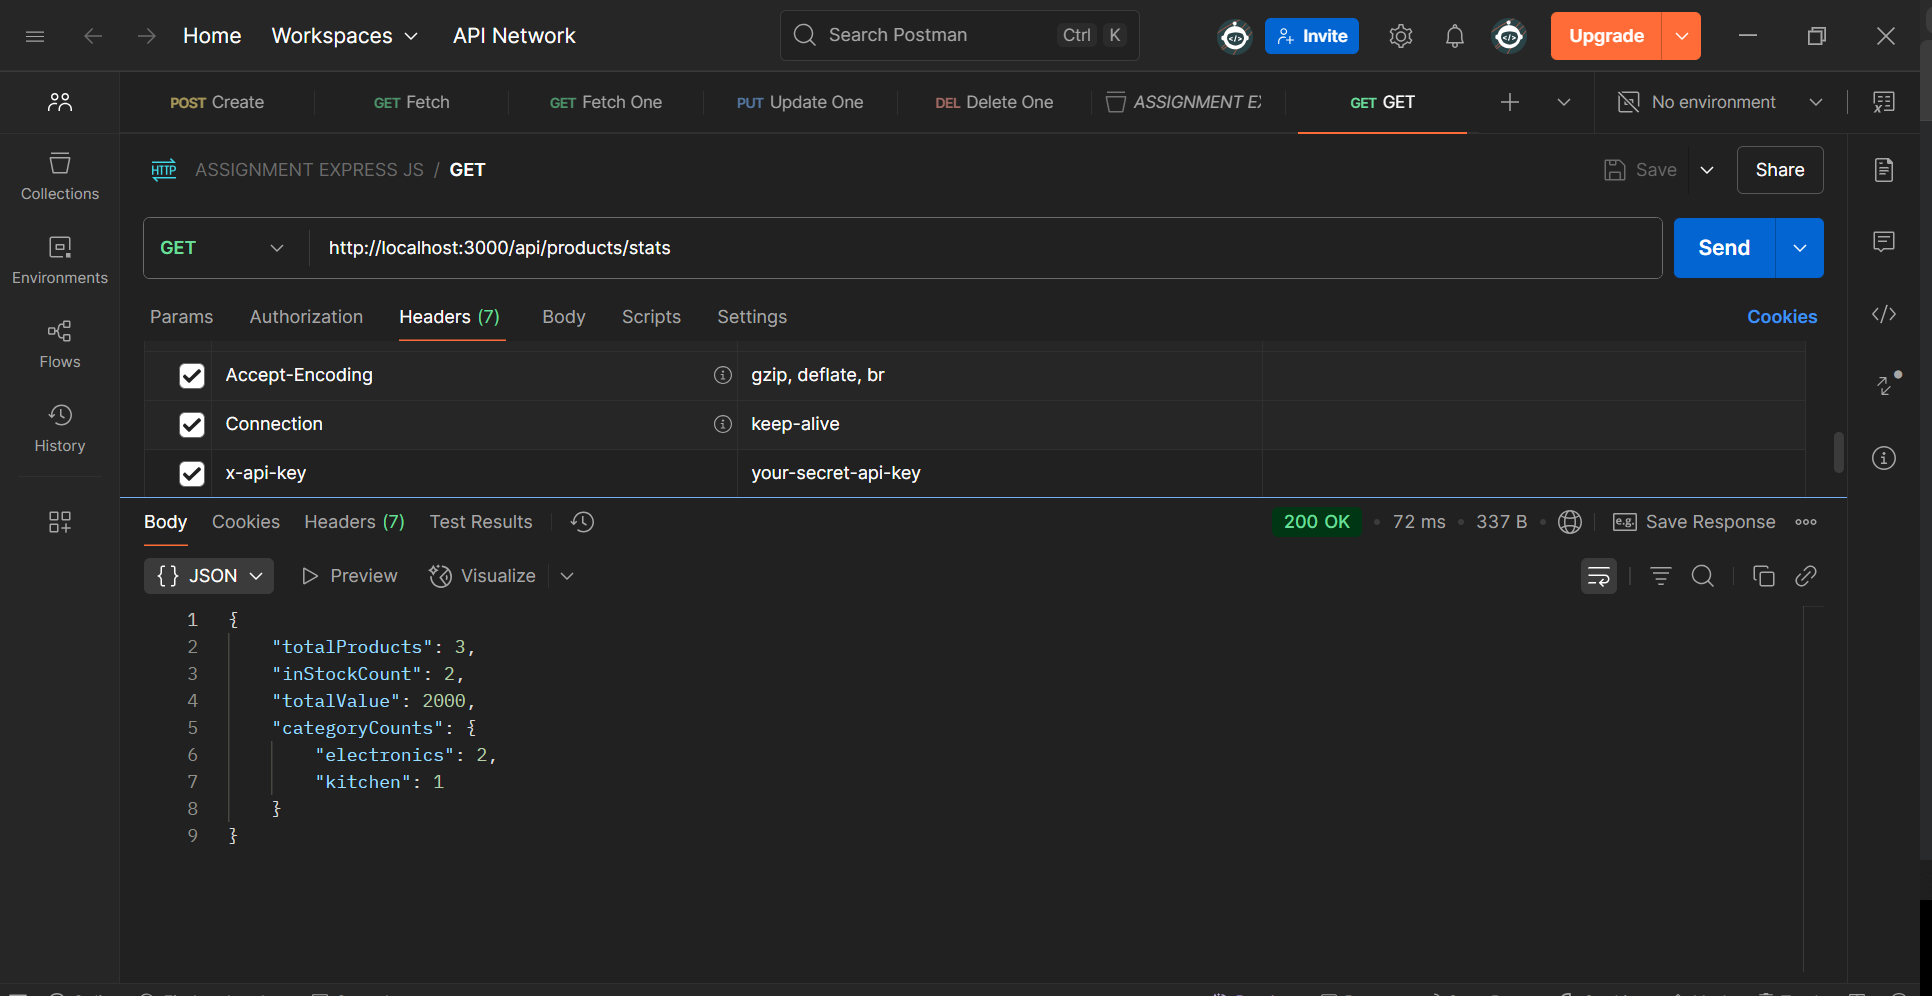 Home Workspaces API Network Search Postman Ctrl K Invite Upgrade
POST Create GET Fetch GET Fetch One PUT Update One DEL Delete One ASSIGNMENT EX GET GET No environment
HTTP ASSIGNMENT EXPRESS JS / GET Save Share
Collections
GET http://localhost:3000/api/products/stats Send
Environments
Params Authorization Headers (7) Body Scripts Settings Cookies
Flows
Accept-Encoding gzip, deflate, br
Connection keep-alive
History
x-api-key your-secret-api-key
Body Cookies Headers (7) Test Results 200 OK • 72 ms • 337 B • e.g. Save Response
{} JSON Preview Visualize
1 {
2 "totalProducts": 3,
3 "inStockCount": 2,
4 "totalValue": 2000,
5 "categoryCounts": {
6 "electronics": 2,
7 "kitchen": 1
8 }
9 }